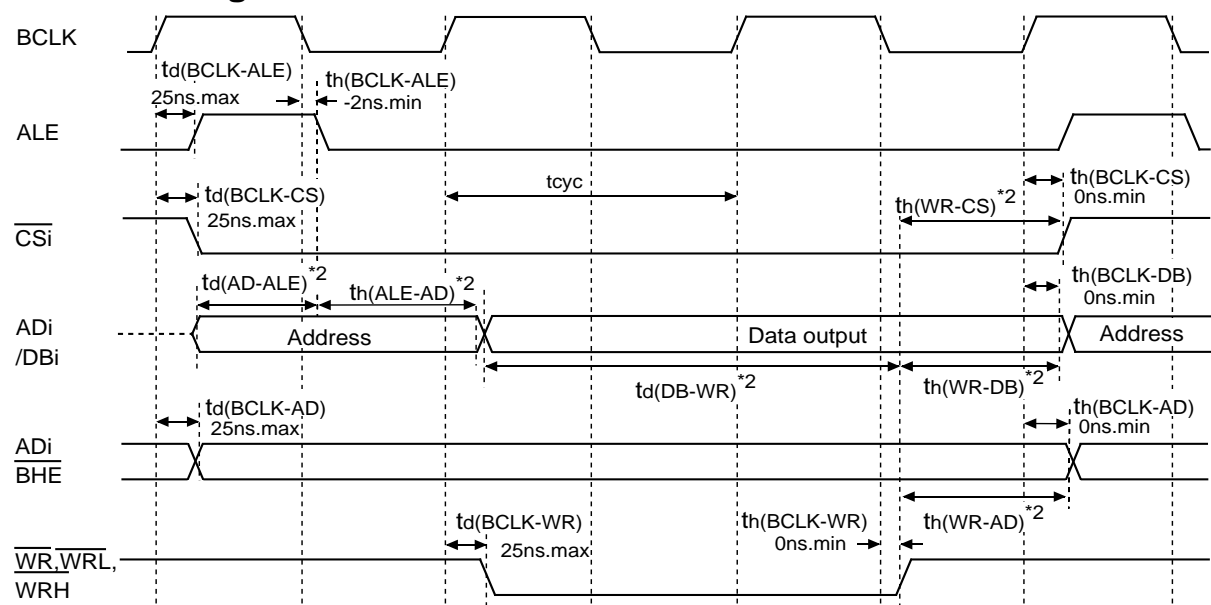 BCLK
td(BCLK-ALE)
25ns.max
th(BCLK-ALE)
-2ns.min
ALE
td(BCLK-CS)
25ns.max
tcyc
th(BCLK-CS)
0ns.min
th(WR-CS)*2
CSi
td(AD-ALE)*2
th(ALE-AD)*2
th(BCLK-DB)
0ns.min
ADi
/DBi
Address
Data output
Address
td(DB-WR)*2
th(WR-DB)*2
td(BCLK-AD)
25ns.max
th(BCLK-AD)
0ns.min
ADi
BHE
td(BCLK-WR)
25ns.max
th(BCLK-WR)
0ns.min
th(WR-AD)*2
WR,WRL,
WRH